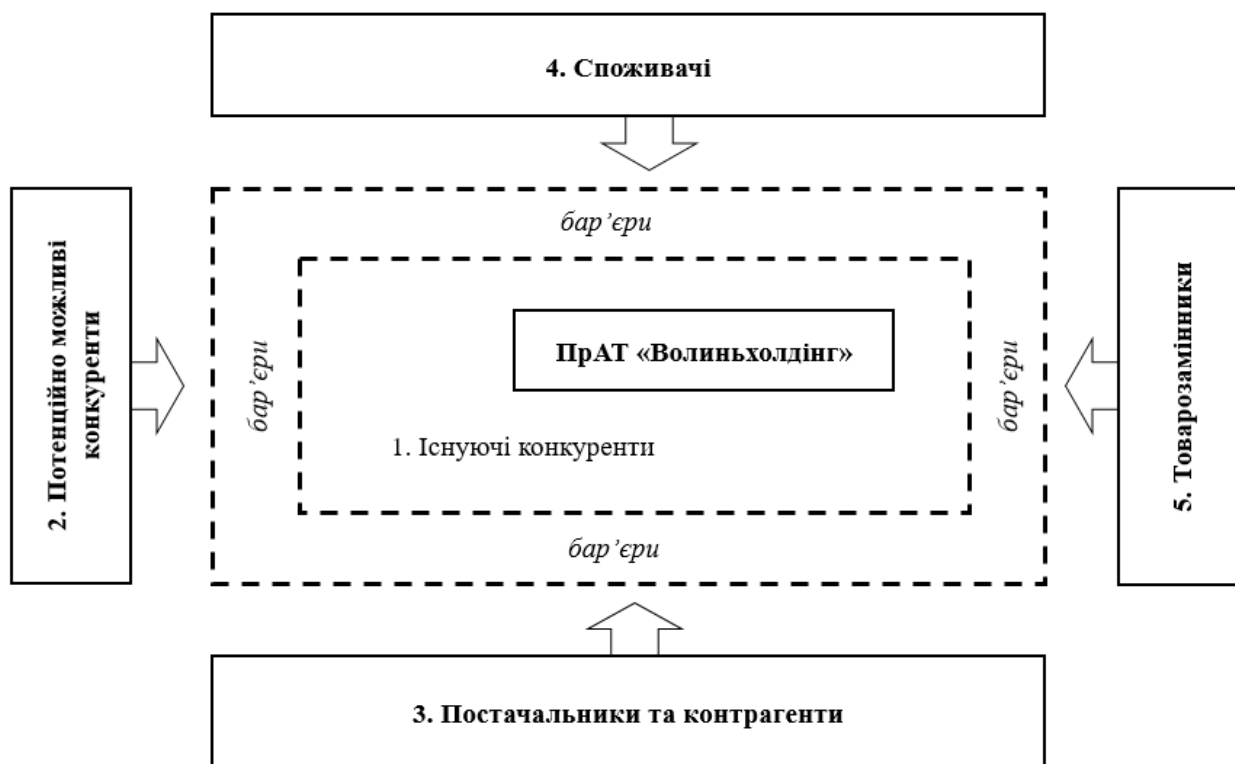 4. Споживачі
бар’єри
2. Потенційно можливі
конкуренти
бар’єри
ПрАТ «Волиньхолдінг»
1. Існуючі конкуренти
бар’єри
5. Товарозамінники
бар’єри
3. Постачальники та контрагенти